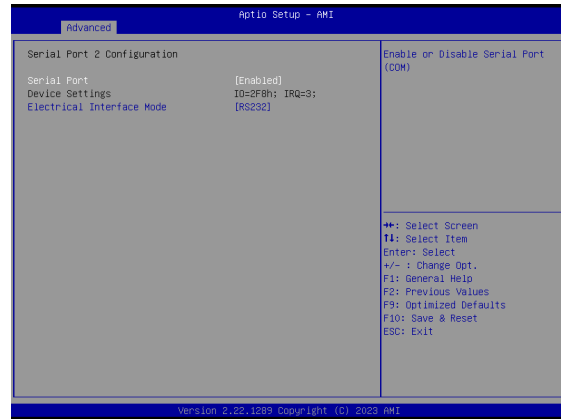 Aptio Setup - AMI
Advanced
Serial Port 2 Configuration
Serial Port [Enabled]
Device Settings IO=2F8h; IRQ=3;
Electrical Interface Mode [RS232]
Enable or Disable Serial Port
(COM)
→←: Select Screen
↑↓: Select Item
Enter: Select
+/- : Change Opt.
F1: General Help
F2: Previous Values
F9: Optimized Defaults
F10: Save & Reset
ESC: Exit
Version 2.22.1289 Copyright (C) 2023 AMI